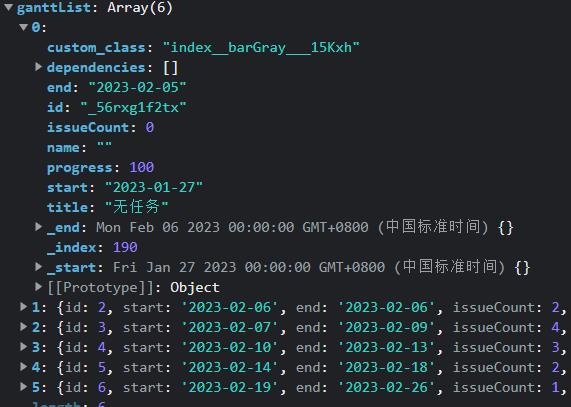 ganttList: Array(6)
0:
custom_class: "index__barGray___15Kxh"
dependencies: []
end: "2023-02-05"
id: "_56rxg1f2tx"
issueCount: 0
name: ""
progress: 100
start: "2023-01-27"
title: "无任务"
_end: Mon Feb 06 2023 00:00:00 GMT+0800 (中国标准时间) {}
_index: 190
_start: Fri Jan 27 2023 00:00:00 GMT+0800 (中国标准时间) {}
[[Prototype]]: Object
1: {id: 2, start: '2023-02-06', end: '2023-02-06', issueCount: 2,
2: {id: 3, start: '2023-02-07', end: '2023-02-09', issueCount: 4,
3: {id: 4, start: '2023-02-10', end: '2023-02-13', issueCount: 3,
4: {id: 5, start: '2023-02-14', end: '2023-02-18', issueCount: 2,
5: {id: 6, start: '2023-02-19', end: '2023-02-26', issueCount: 1,
length: 6